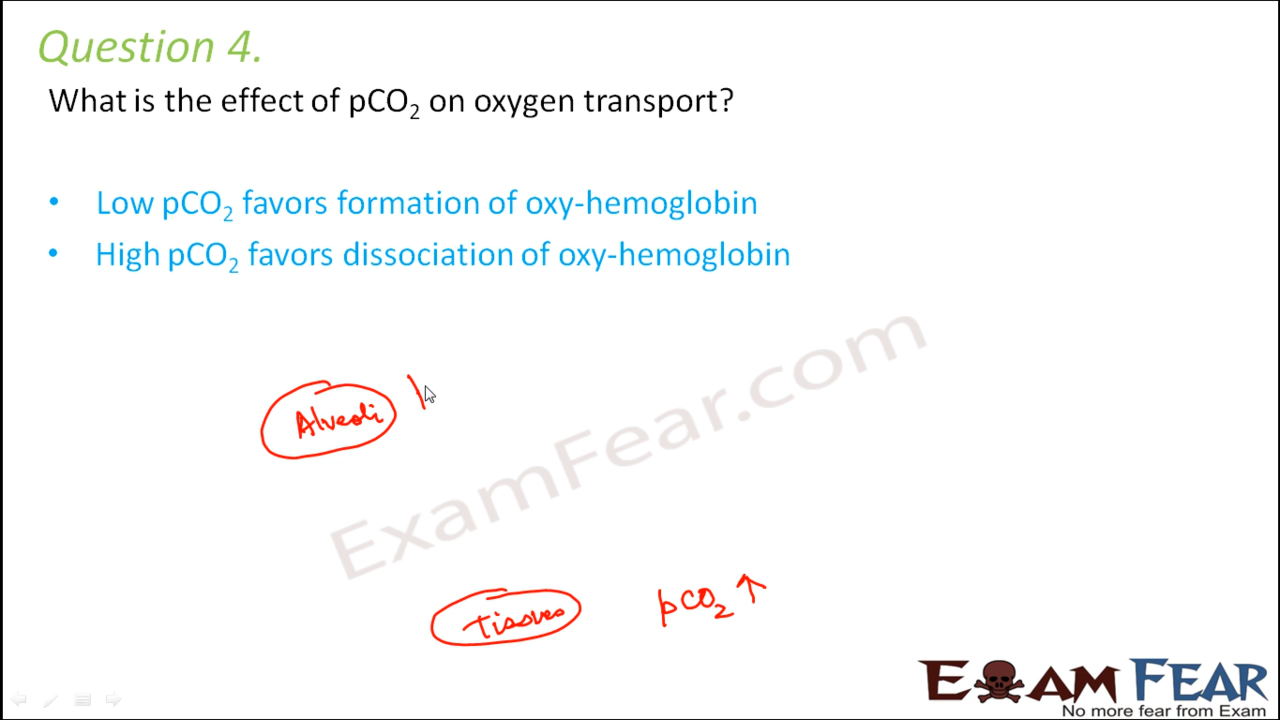 Question 4.
What is the effect of pCO₂ on oxygen transport?
• Low pCO₂ favors formation of oxy-hemoglobin
• High pCO₂ favors dissociation of oxy-hemoglobin
Alveoli
ExamFear.com
Tissues pCO₂ ↑
EXAM FEAR
No more fear from Exam